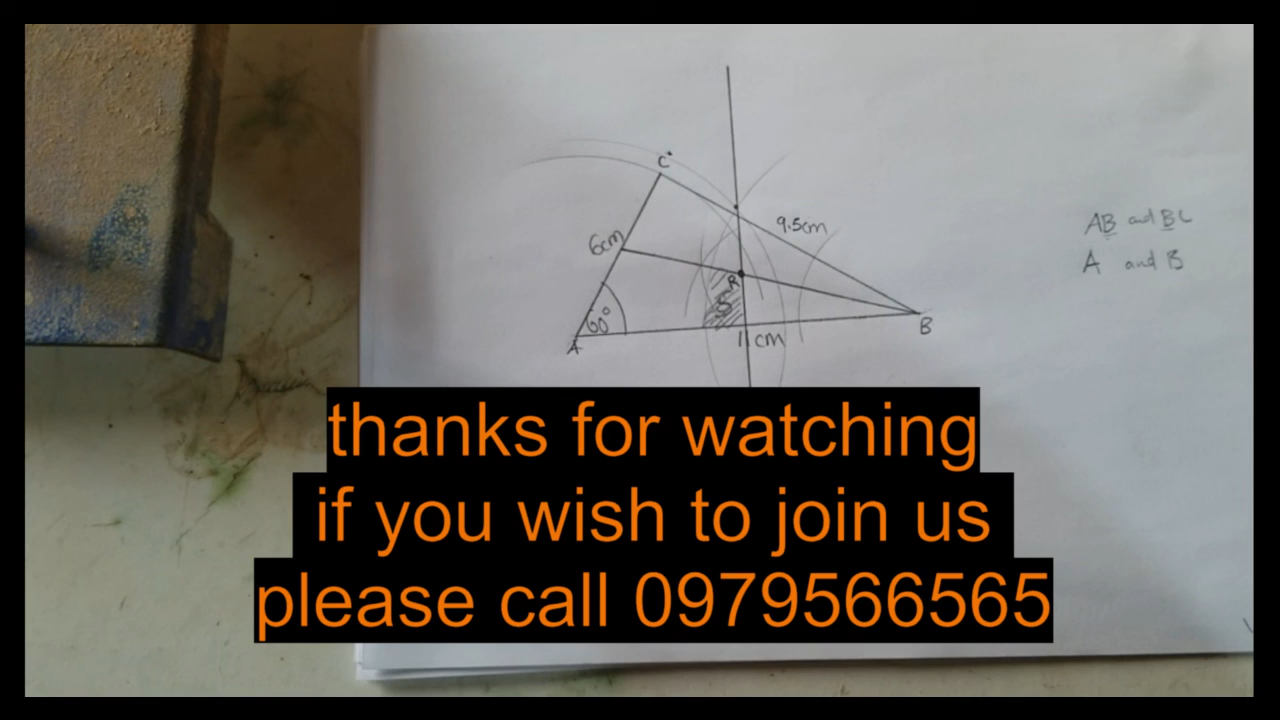 C
6cm
9.5cm
R
S
60°
A
11cm
B
AB and BC
A and B
thanks for watching
if you wish to join us
please call 0979566565